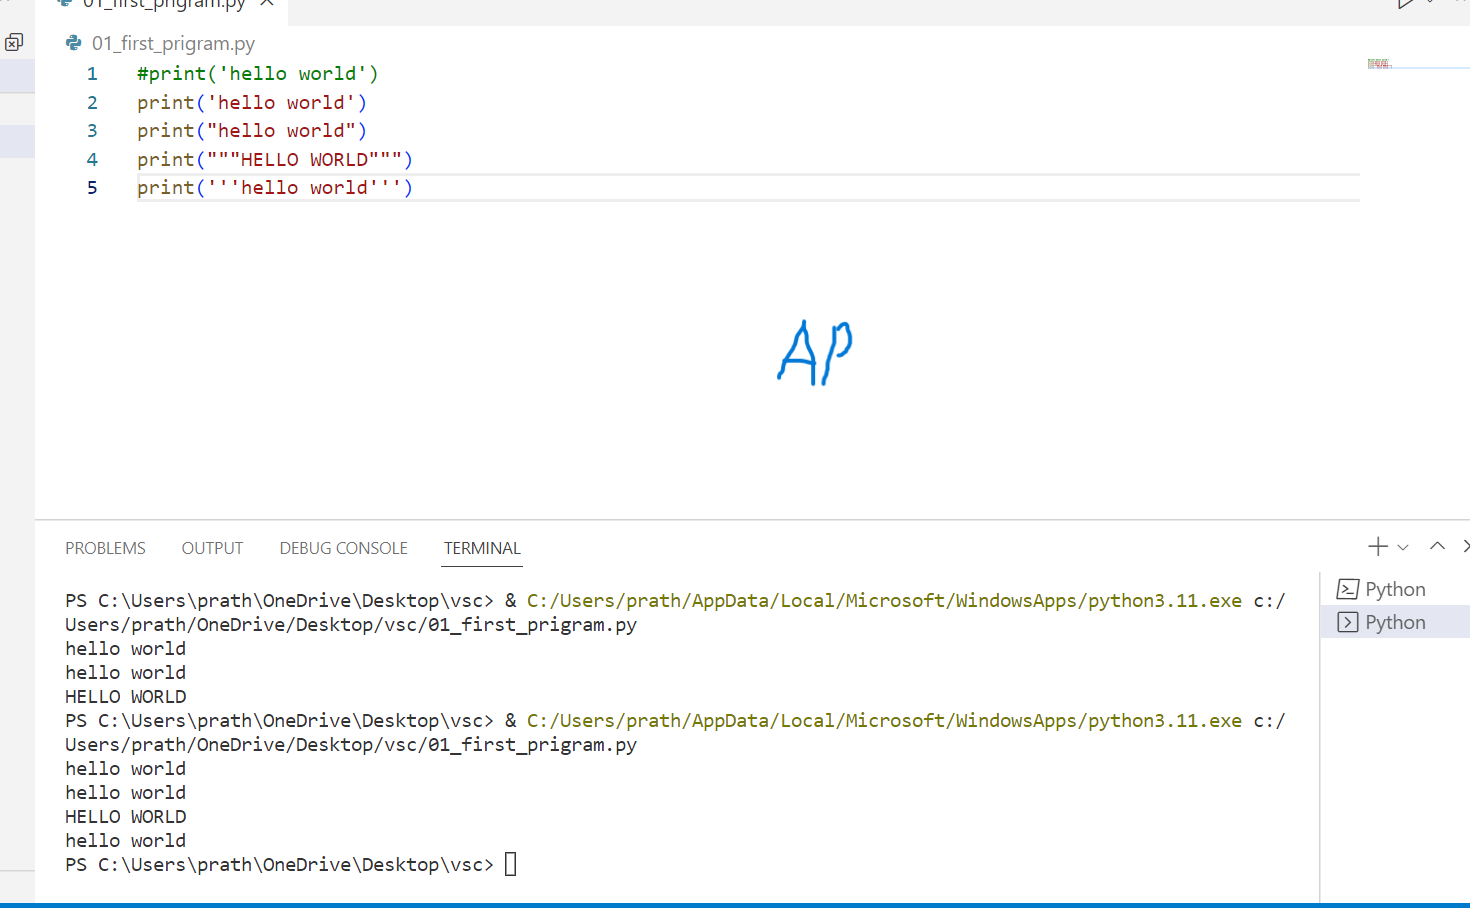 01_first_prigram.py
01_first_prigram.py
1 #print('hello world')
2 print('hello world')
3 print("hello world")
4 print("""HELLO WORLD""")
5 print('''hello world''')
AP
PROBLEMS OUTPUT DEBUG CONSOLE TERMINAL
PS C:\Users\prath\OneDrive\Desktop\vsc> & C:/Users/prath/AppData/Local/Microsoft/WindowsApps/python3.11.exe c:/
Users/prath/OneDrive/Desktop/vsc/01_first_prigram.py
hello world
hello world
HELLO WORLD
PS C:\Users\prath\OneDrive\Desktop\vsc> & C:/Users/prath/AppData/Local/Microsoft/WindowsApps/python3.11.exe c:/
Users/prath/OneDrive/Desktop/vsc/01_first_prigram.py
hello world
hello world
HELLO WORLD
hello world
PS C:\Users\prath\OneDrive\Desktop\vsc>
Python
Python